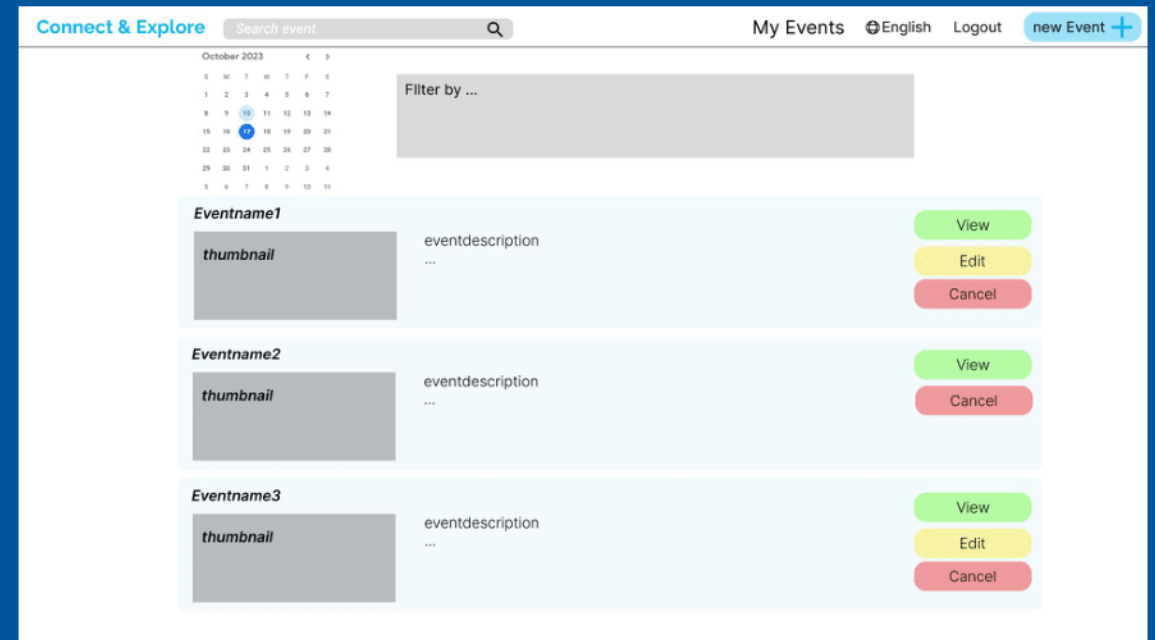 Connect & Explore
Search event
My Events
English
Logout
new Event
October 2023 < >
S M T W T F S
1 2 3 4 5 6 7
8 9 10 11 12 13 14
15 16 17 18 19 20 21
22 23 24 25 26 27 28
29 30 31 1 2 3 4
5 6 7 8 9 10 11
FIlter by ...
Eventname1
thumbnail
eventdescription
...
View
Edit
Cancel
Eventname2
thumbnail
eventdescription
...
View
Cancel
Eventname3
thumbnail
eventdescription
...
View
Edit
Cancel